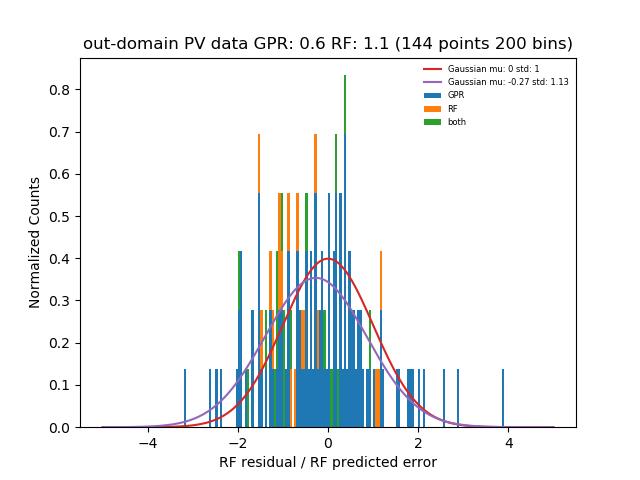 out-domain PV data GPR: 0.6 RF: 1.1 (144 points 200 bins)
Gaussian mu: 0 std: 1
Gaussian mu: -0.27 std: 1.13
GPR
RF
both
Normalized Counts
0.8
0.7
0.6
0.5
0.4
0.3
0.2
0.1
0.0
−4
−2
0
2
4
RF residual / RF predicted error